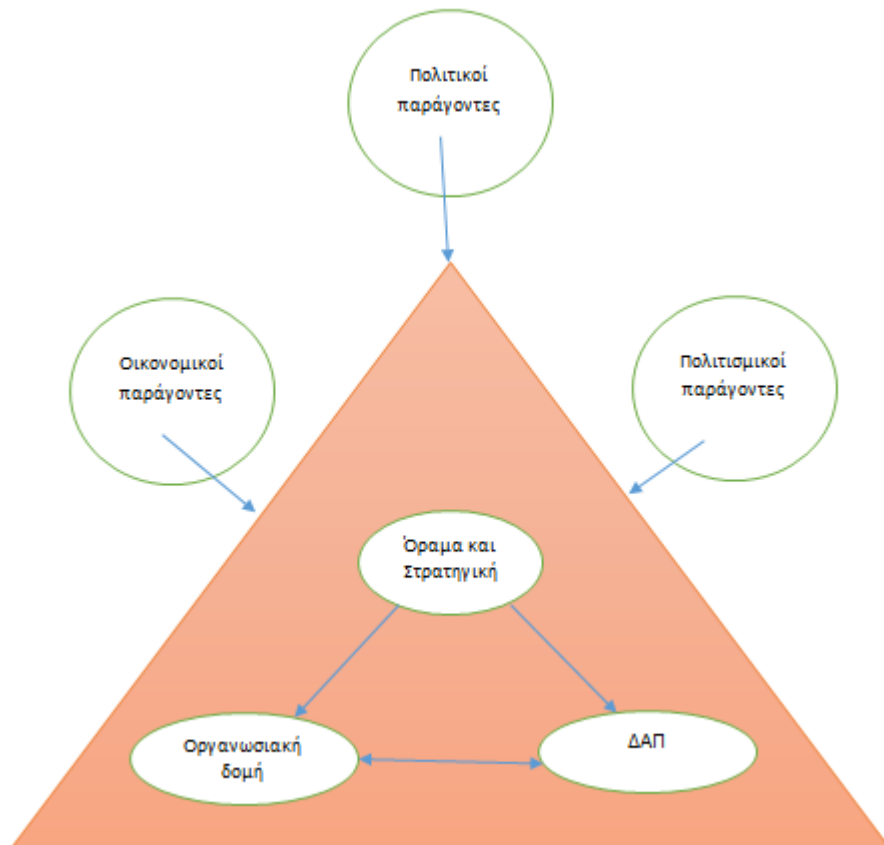 Πολιτικοί
παράγοντες
Οικονομικοί
παράγοντες
Πολιτισμικοί
παράγοντες
Όραμα και
Στρατηγική
Οργανωσιακή
δομή
ΔΑΠ